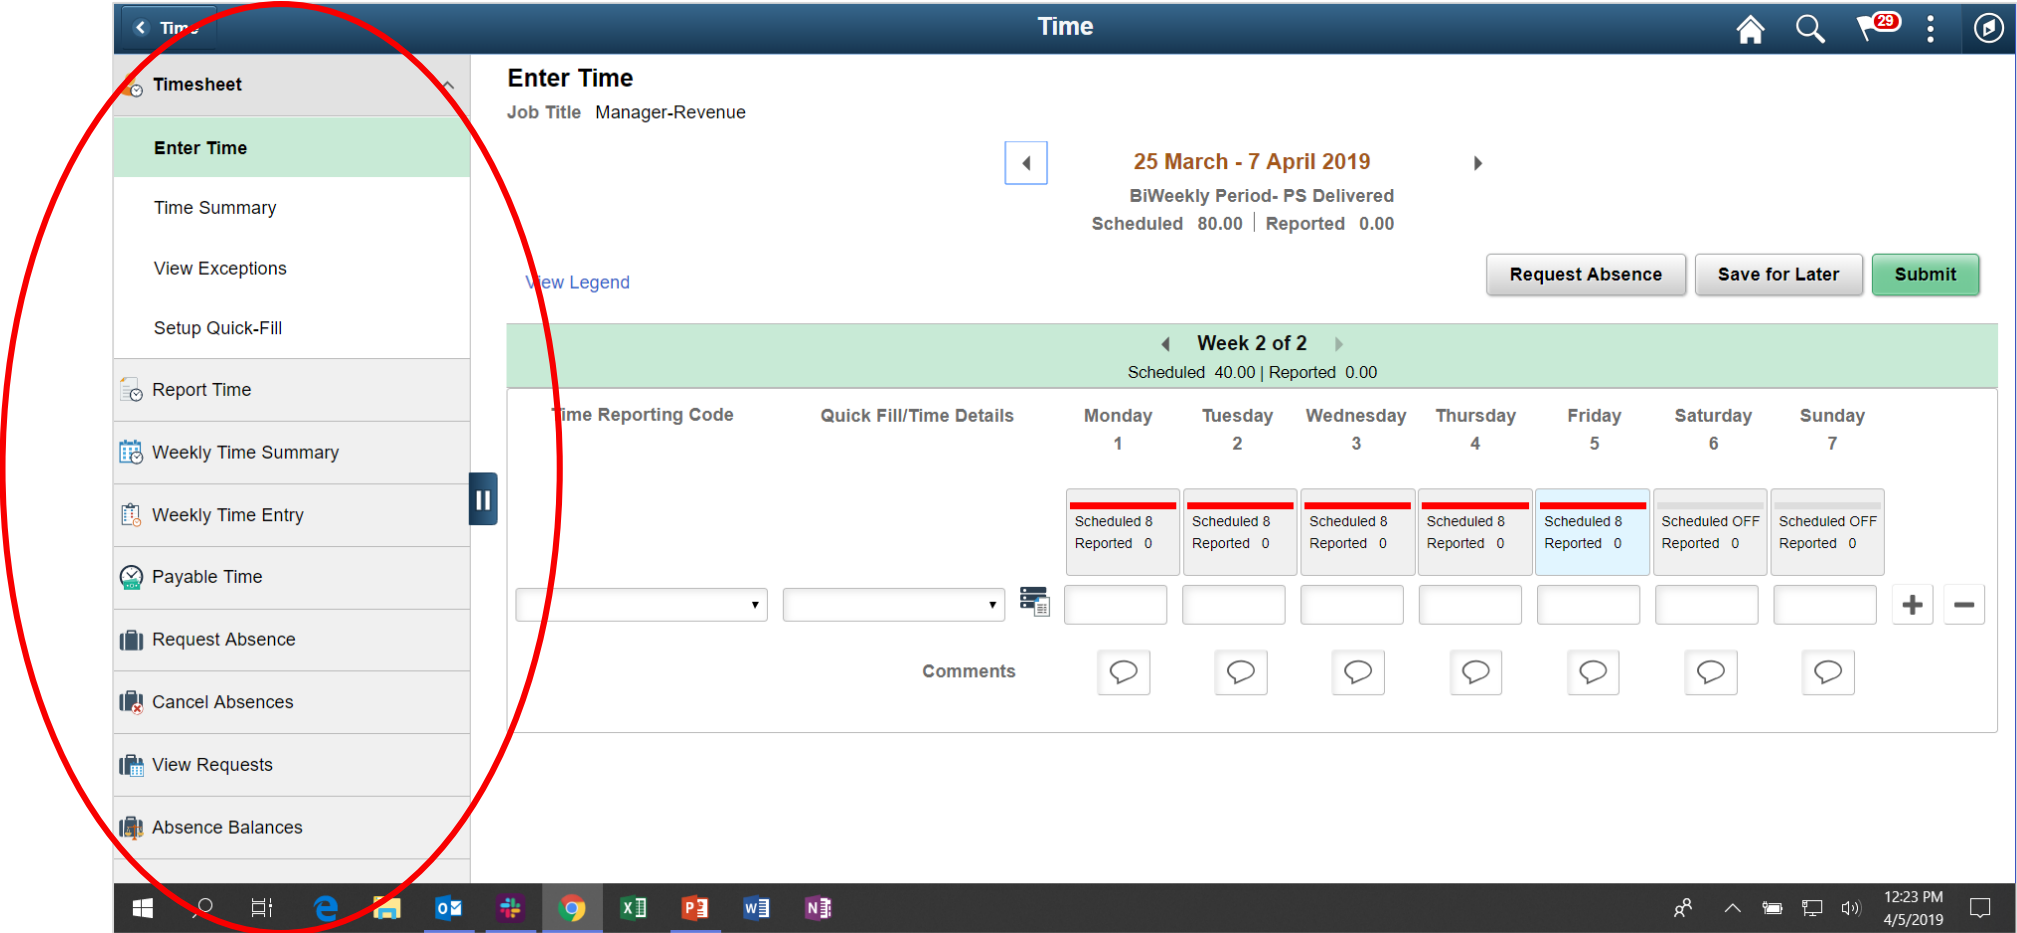 Time
Time
29
Timesheet
Enter Time
Time Summary
View Exceptions
Setup Quick-Fill
Report Time
Weekly Time Summary
Weekly Time Entry
Payable Time
Request Absence
Cancel Absences
View Requests
Absence Balances
Enter Time
Job Title Manager-Revenue
25 March - 7 April 2019
BiWeekly Period- PS Delivered
Scheduled 80.00 | Reported 0.00
View Legend
Request Absence Save for Later Submit
Week 2 of 2
Scheduled 40.00 | Reported 0.00
Time Reporting Code Quick Fill/Time Details Monday Tuesday Wednesday Thursday Friday Saturday Sunday
1 2 3 4 5 6 7
Scheduled 8 Scheduled 8 Scheduled 8 Scheduled 8 Scheduled 8 Scheduled OFF Scheduled OFF
Reported 0 Reported 0 Reported 0 Reported 0 Reported 0 Reported 0 Reported 0
Comments
12:23 PM
4/5/2019